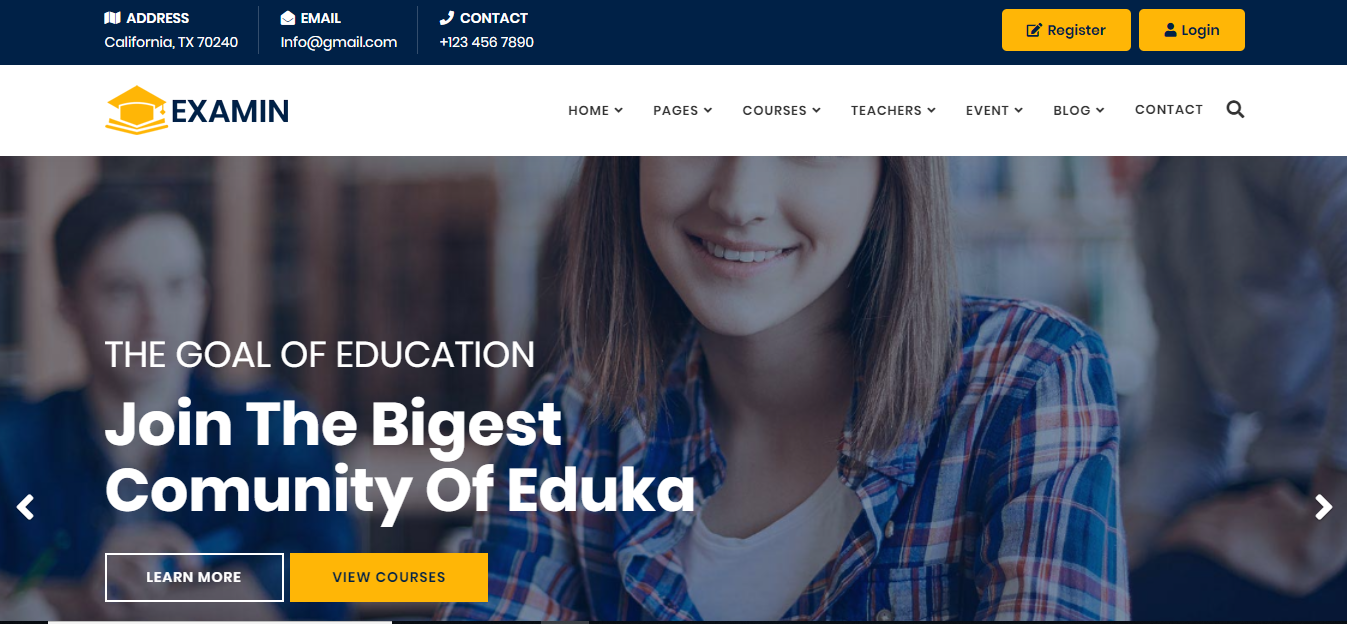 ADDRESS
California, TX 70240
EMAIL
Info@gmail.com
CONTACT
+123 456 7890
Register
Login
EXAMIN
HOME
PAGES
COURSES
TEACHERS
EVENT
BLOG
CONTACT
THE GOAL OF EDUCATION
Join The Bigest
Comunity Of Eduka
LEARN MORE
VIEW COURSES